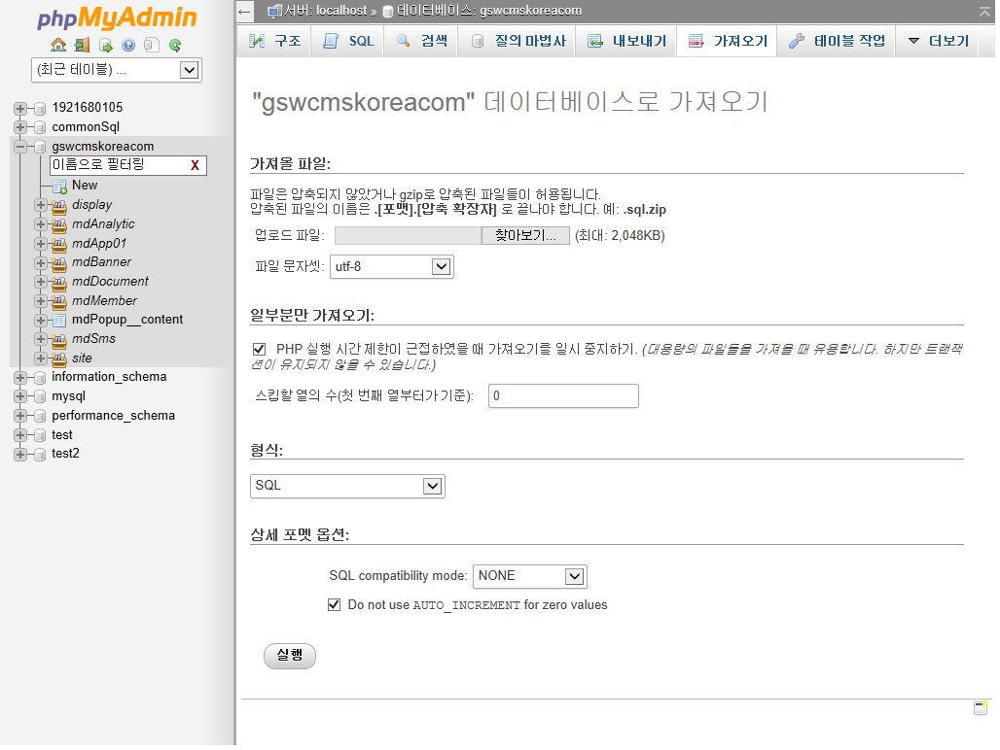 phpMyAdmin
(최근 테이블) ...
1921680105
commonSql
gswcmskoreacom
이름으로 필터링 X
New
display
mdAnalytic
mdApp01
mdBanner
mdDocument
mdMember
mdPopup__content
mdSms
site
information_schema
mysql
performance_schema
test
test2
서버: localhost » 데이터베이스: gswcmskoreacom
구조 SQL 검색 질의 마법사 내보내기 가져오기 테이블 작업 더보기
"gswcmskoreacom" 데이터베이스로 가져오기
가져올 파일:
파일은 압축되지 않았거나 gzip로 압축된 파일들이 허용됩니다.
압축된 파일의 이름은 .[포맷].[압축 확장자] 로 끝나야 합니다. 예: .sql.zip
업로드 파일: 찾아보기... (최대: 2,048KB)
파일 문자셋: utf-8
일부분만 가져오기:
PHP 실행 시간 제한이 근접하였을 때 가져오기를 일시 중지하기. (대용량의 파일들을 가져올 때 유용합니다. 하지만 트랜잭
션이 유지되지 않을 수 있습니다.)
스킵할 열의 수(첫 번째 열부터가 기준): 0
형식:
SQL
상세 포멧 옵션:
SQL compatibility mode: NONE
Do not use AUTO_INCREMENT for zero values
실행